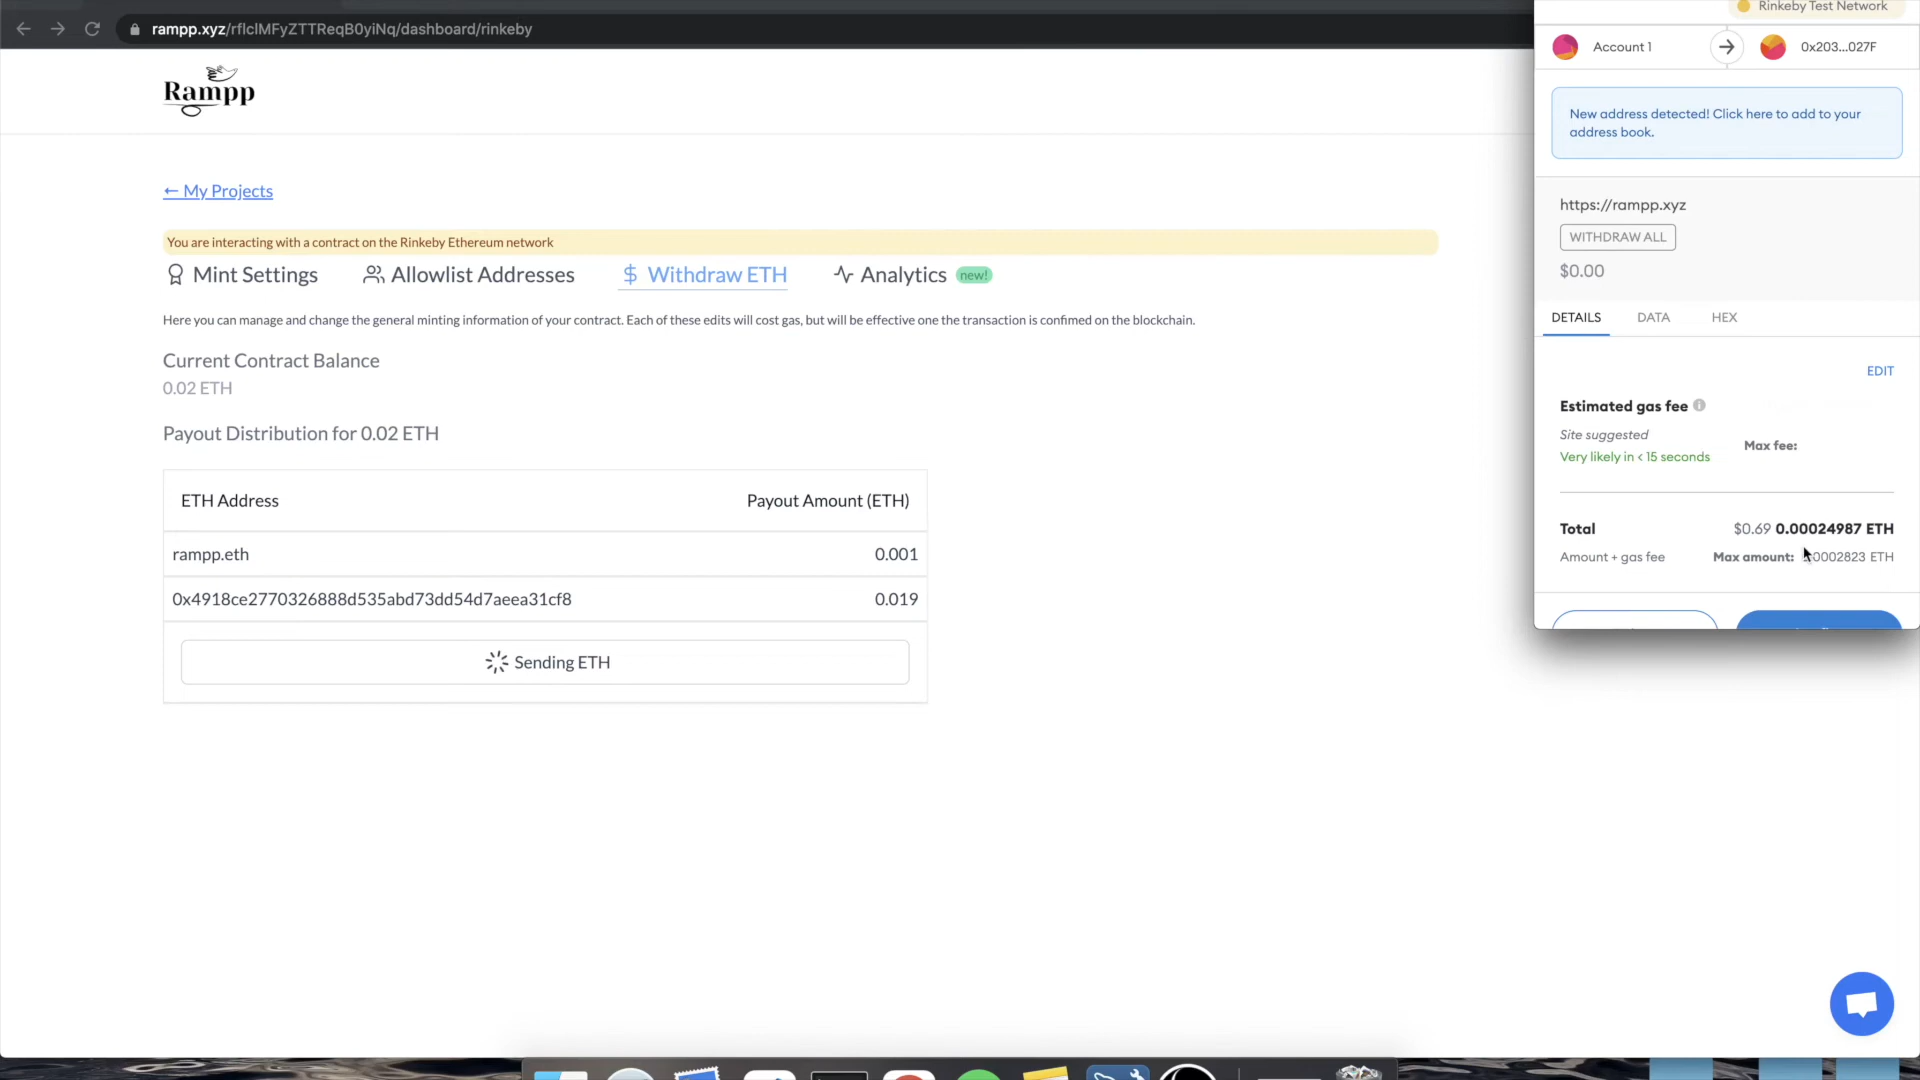 rampp.xyz/rflclMFyZTTReqB0yiNq/dashboard/rinkeby
Rampp
← My Projects
You are interacting with a contract on the Rinkeby Ethereum network
Mint Settings
Allowlist Addresses
Withdraw ETH
Analytics new!
Here you can manage and change the general minting information of your contract. Each of these edits will cost gas, but will be effective one the transaction is confimed on the blockchain.
Current Contract Balance
0.02 ETH
Payout Distribution for 0.02 ETH
ETH Address Payout Amount (ETH)
rampp.eth 0.001
0x4918ce2770326888d535abd73dd54d7aeea31cf8 0.019
Sending ETH
Rinkeby Test Network
Account 1 0x203...027F
New address detected! Click here to add to your
address book.
https://rampp.xyz
WITHDRAW ALL
$0.00
DETAILS DATA HEX
EDIT
Estimated gas fee
Site suggested
Very likely in < 15 seconds
Max fee:
Total $0.69 0.00024987 ETH
Amount + gas fee Max amount: ETH